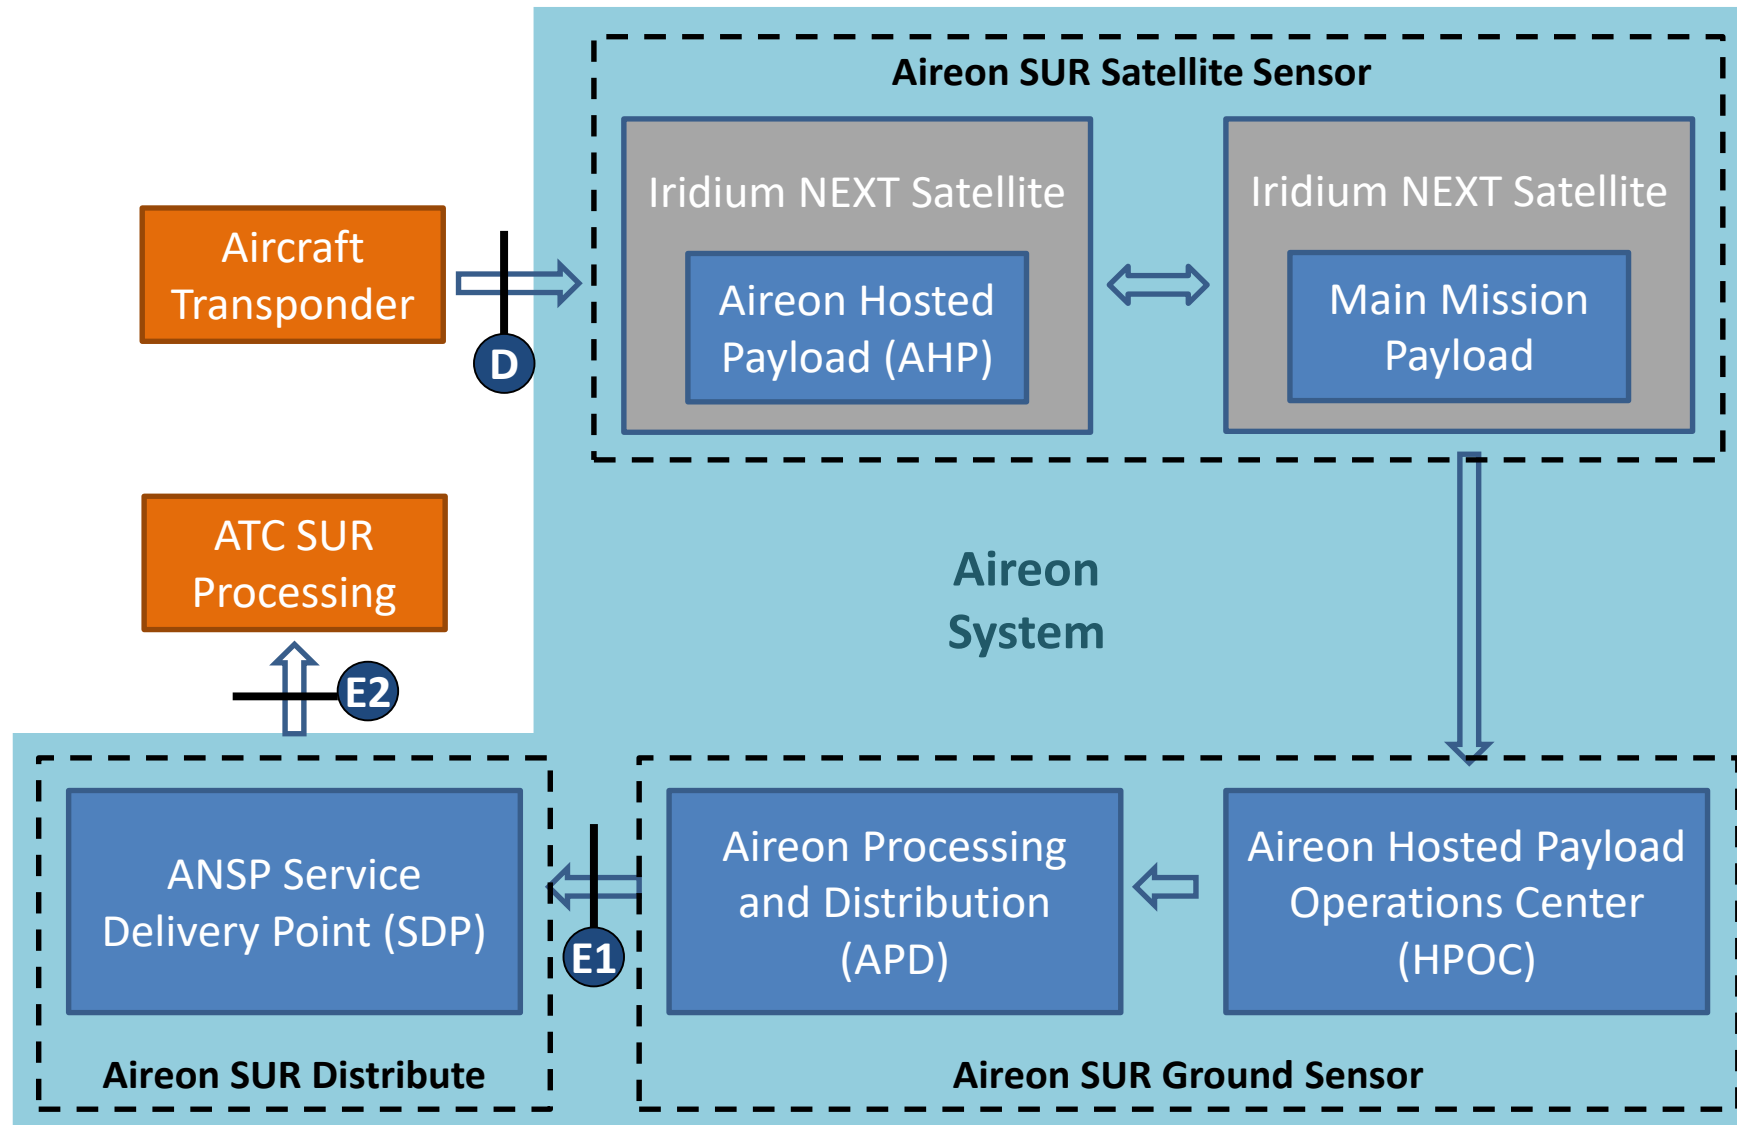 Aireon SUR Satellite Sensor
Iridium NEXT Satellite
Aireon Hosted
Payload (AHP)
Iridium NEXT Satellite
Main Mission
Payload
Aircraft
Transponder
D
ATC SUR
Processing
E2
Aireon
System
ANSP Service
Delivery Point (SDP)
Aireon SUR Distribute
E1
Aireon Processing
and Distribution
(APD)
Aireon Hosted Payload
Operations Center
(HPOC)
Aireon SUR Ground Sensor